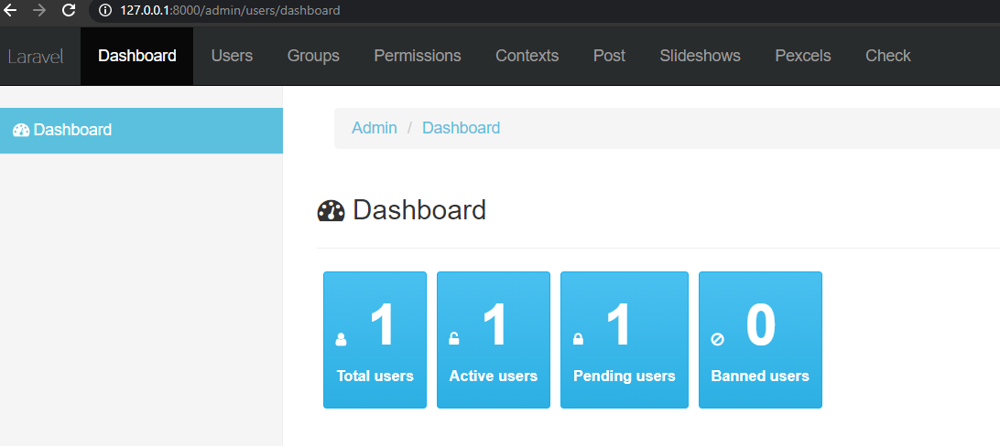 127.0.0.1:8000/admin/users/dashboard
Laravel Dashboard Users Groups Permissions Contexts Post Slideshows Pexcels Check
Dashboard
Admin / Dashboard
Dashboard
1 1 1 0
Total users Active users Pending users Banned users